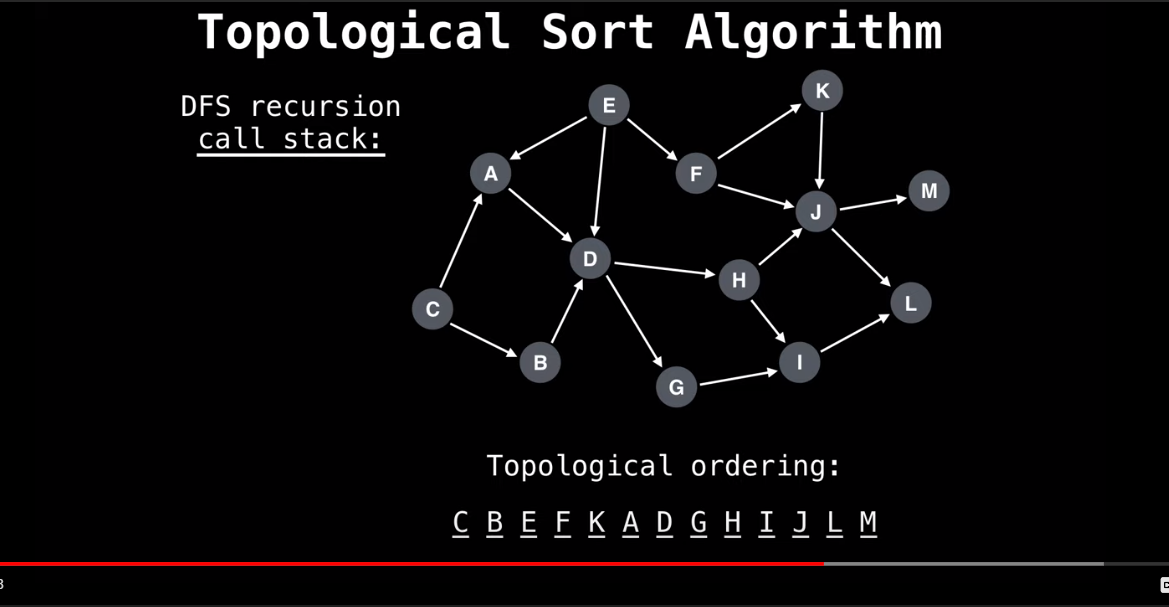 Topological Sort Algorithm
DFS recursion
call stack:
E
K
A
F
M
J
D
H
C
L
B
I
G
Topological ordering:
C B E F K A D G H I J L M